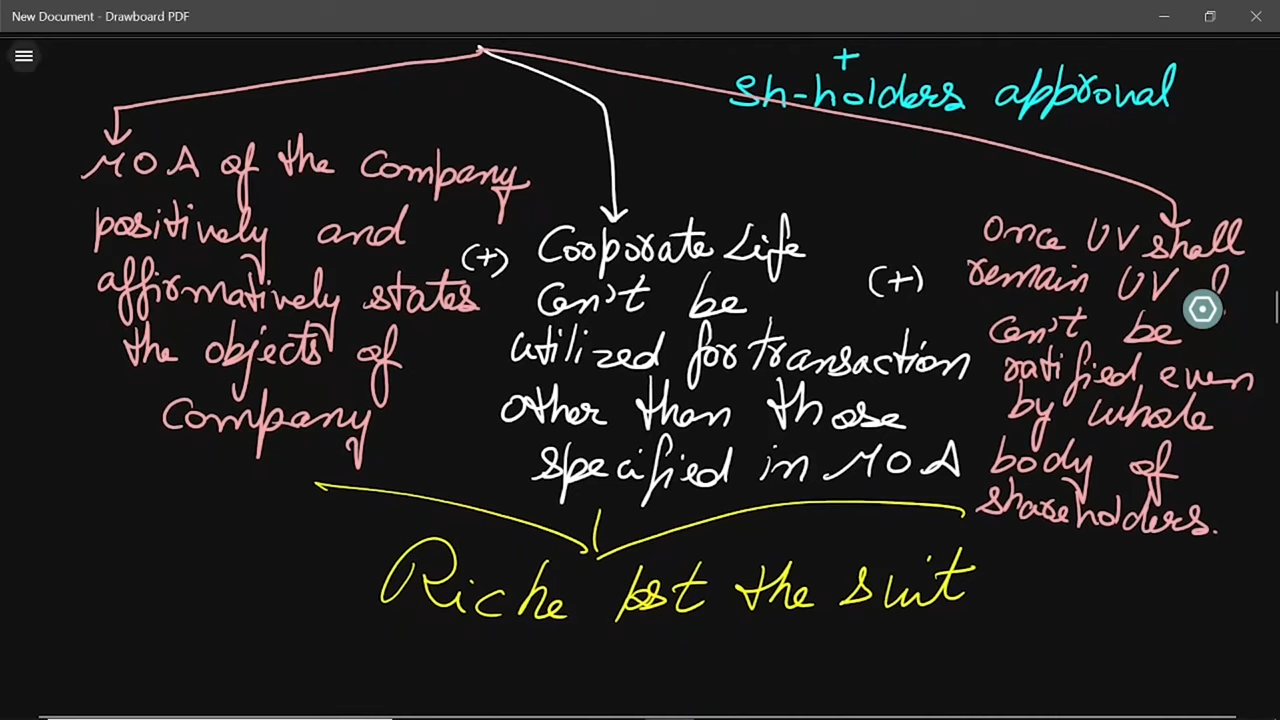 New Document - Drawboard PDF
+
Sh-holders approval
MOA of the Company
positively and
affirmatively states
the objects of
Company
(+)
Cooporate Life
Can't be
utilized for transaction
other than those
specified in MOA
(+)
Once UV shall
remain UV &
Can't be
ratified even
by whole
body of
shareholders.
Riche lost the suit